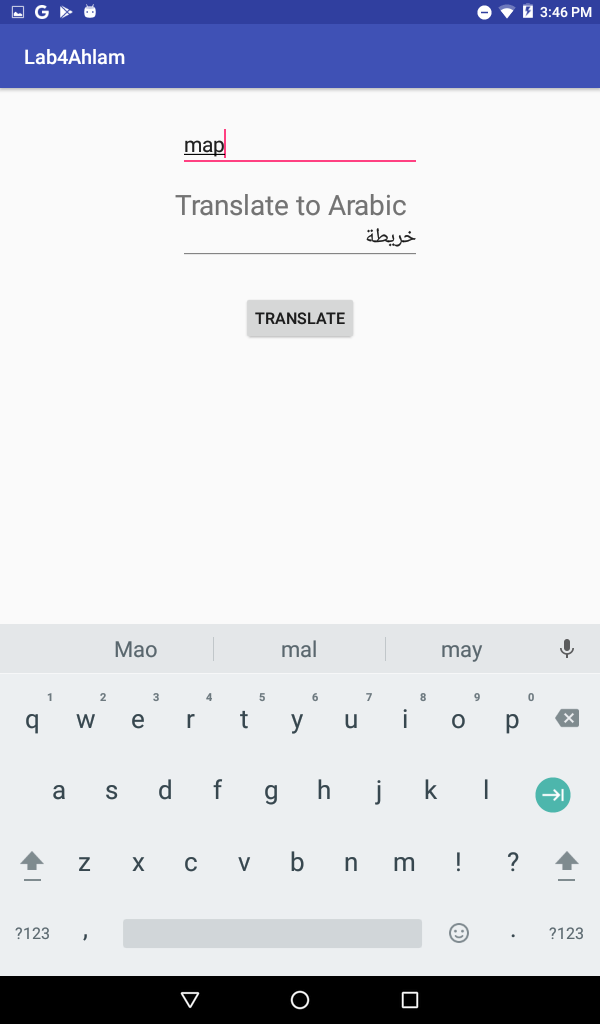 3:46 PM
Lab4Ahlam
map
Translate to Arabic
خريطة
TRANSLATE
Mao mal may
1 2 3 4 5 6 7 8 9 0
q w e r t y u i o p
a s d f g h j k l
z x c v b n m ! ?
?123 , . ?123